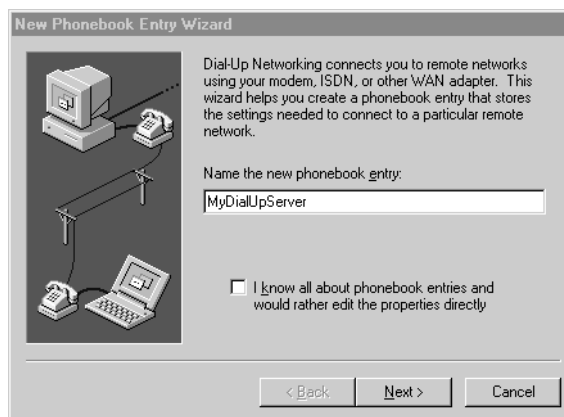 New Phonebook Entry Wizard
Dial-Up Networking connects you to remote networks
using your modem, ISDN, or other WAN adapter. This
wizard helps you create a phonebook entry that stores
the settings needed to connect to a particular remote
network.
Name the new phonebook entry:
MyDialUpServer
I know all about phonebook entries and
would rather edit the properties directly
< Back
Next >
Cancel